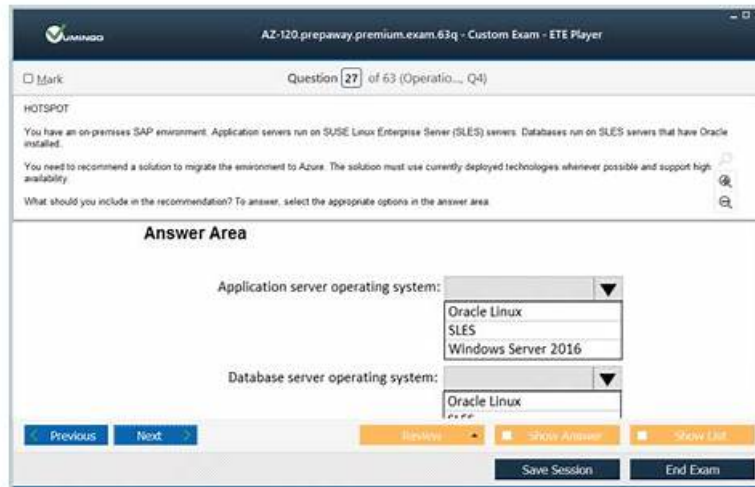 VUMINGO
AZ-120.prepaway.premium.exam.63q - Custom Exam - ETE Player
Mark
Question 27 of 63 (Operatio..., Q4)
HOTSPOT
You have an on-premises SAP environment. Application servers run on SUSE Linux Enterprise Server (SLES) servers. Databases run on SLES servers that have Oracle
installed.
You need to recommend a solution to migrate the environment to Azure. The solution must use currently deployed technologies whenever possible and support high
availability.
What should you include in the recommendation? To answer, select the appropriate options in the answer area.
Answer Area
Application server operating system:
Oracle Linux
SLES
Windows Server 2016
Database server operating system:
Oracle Linux
SLES
Previous
Next
Review
Show Answer
Show List
Save Session
End Exam